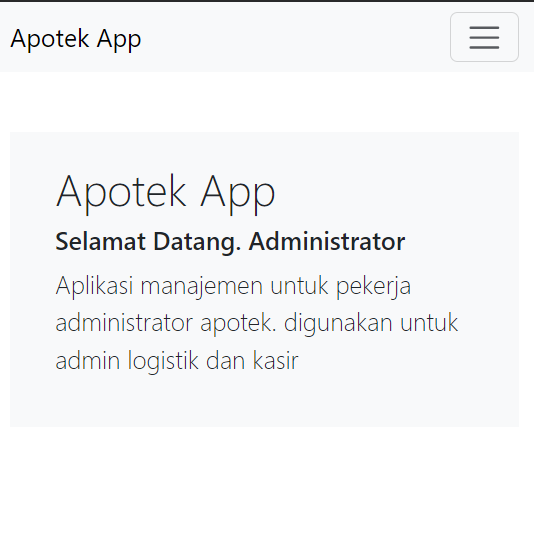 Apotek App
Apotek App
Selamat Datang. Administrator
Aplikasi manajemen untuk pekerja
administrator apotek. digunakan untuk
admin logistik dan kasir